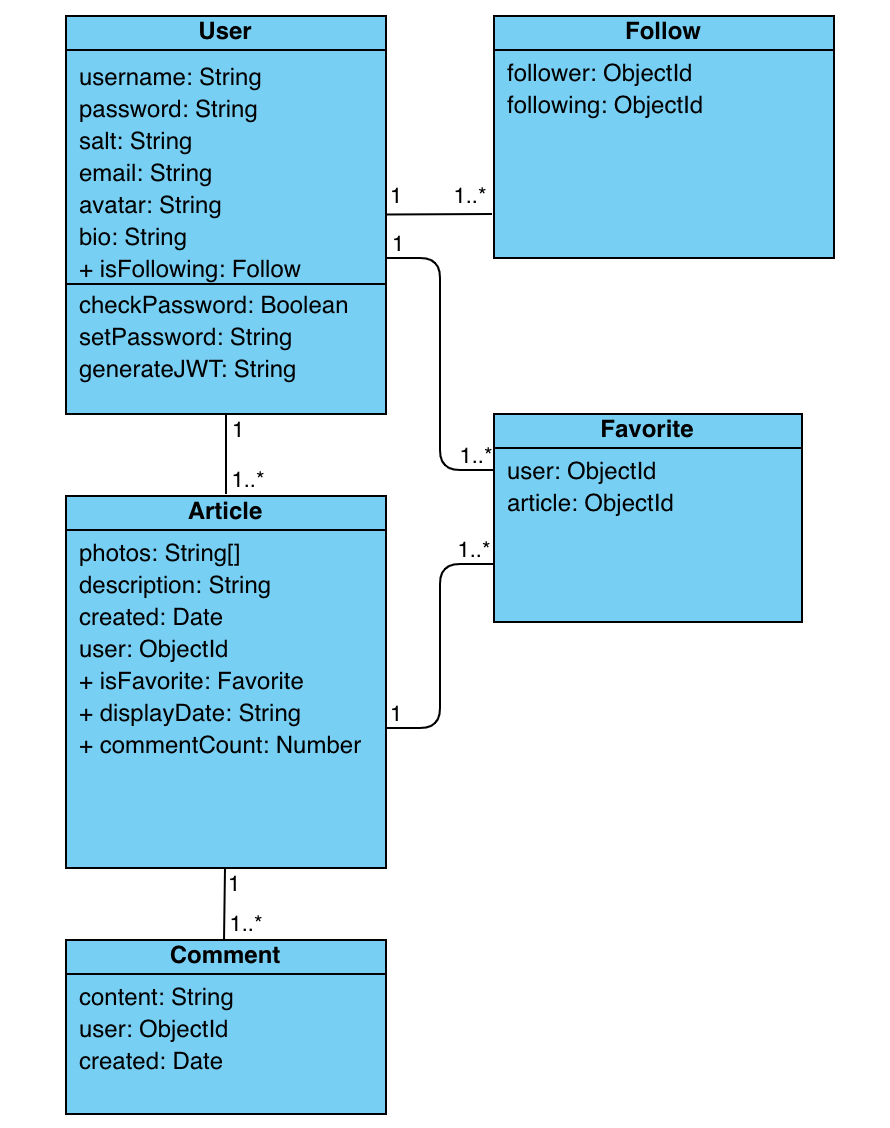 User
username: String
password: String
salt: String
email: String
avatar: String
bio: String
+ isFollowing: Follow
checkPassword: Boolean
setPassword: String
generateJWT: String
Follow
follower: ObjectId
following: ObjectId
1
1..*
1
1..*
Favorite
user: ObjectId
article: ObjectId
1
1..*
Article
photos: String[]
description: String
created: Date
user: ObjectId
+ isFavorite: Favorite
+ displayDate: String
+ commentCount: Number
1..*
1
1
1..*
Comment
content: String
user: ObjectId
created: Date